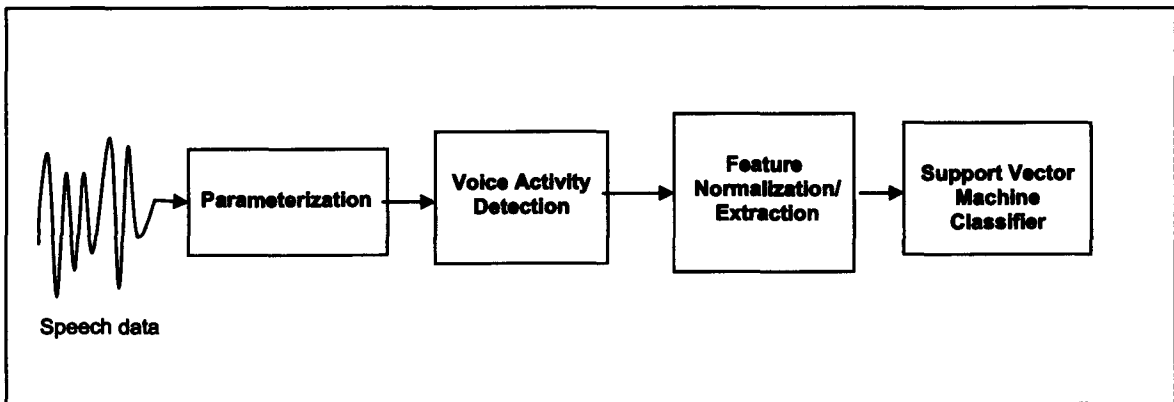 Speech data
Parameterization
Voice Activity
Detection
Feature
Normalization/
Extraction
Support Vector
Machine
Classifier